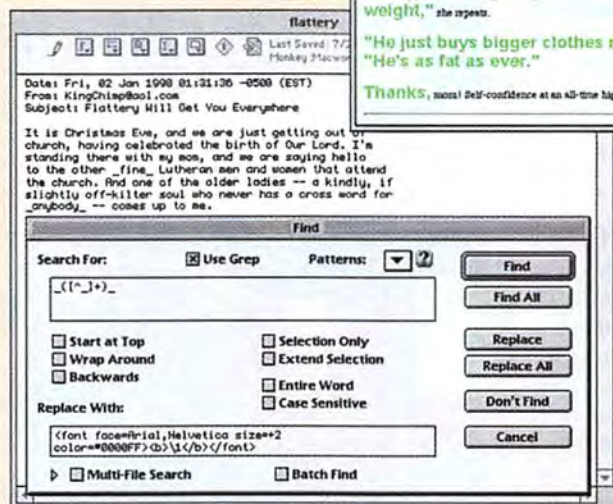 flattery
Last Saved: 7/2
Monkey:Macwor
weight," she repeats.
"He just buys bigger clothes
"He's as fat as ever."
Thanks, mom! Self-confidence at an all-time hig
Date: Fri, 02 Jan 1998 01:31:36 -0500 (EST)
From: KingChimp@aol.com
Subject: Flattery Will Get You Everywhere
It is Christmas Eve, and we are just getting out of
church, having celebrated the birth of Our Lord. I'm
standing there with my mom, and we are saying hello
to the other _fine_ Lutheran men and women that attend
the church. And one of the older ladies -- a kindly, if
slightly off-kilter soul who never has a cross word for
_anybody_ -- comes up to me.
Find
Search For:
Use Grep
Patterns:
?
Find
_([^_]+)_
Find All
Start at Top
Selection Only
Replace
Wrap Around
Extend Selection
Replace All
Backwards
Entire Word
Case Sensitive
Don't Find
Replace With:
<font face=Arial,Helvetica size=+2
color=#0000FF><b>\1</b></font>
Cancel
Multi-File Search
Batch Find